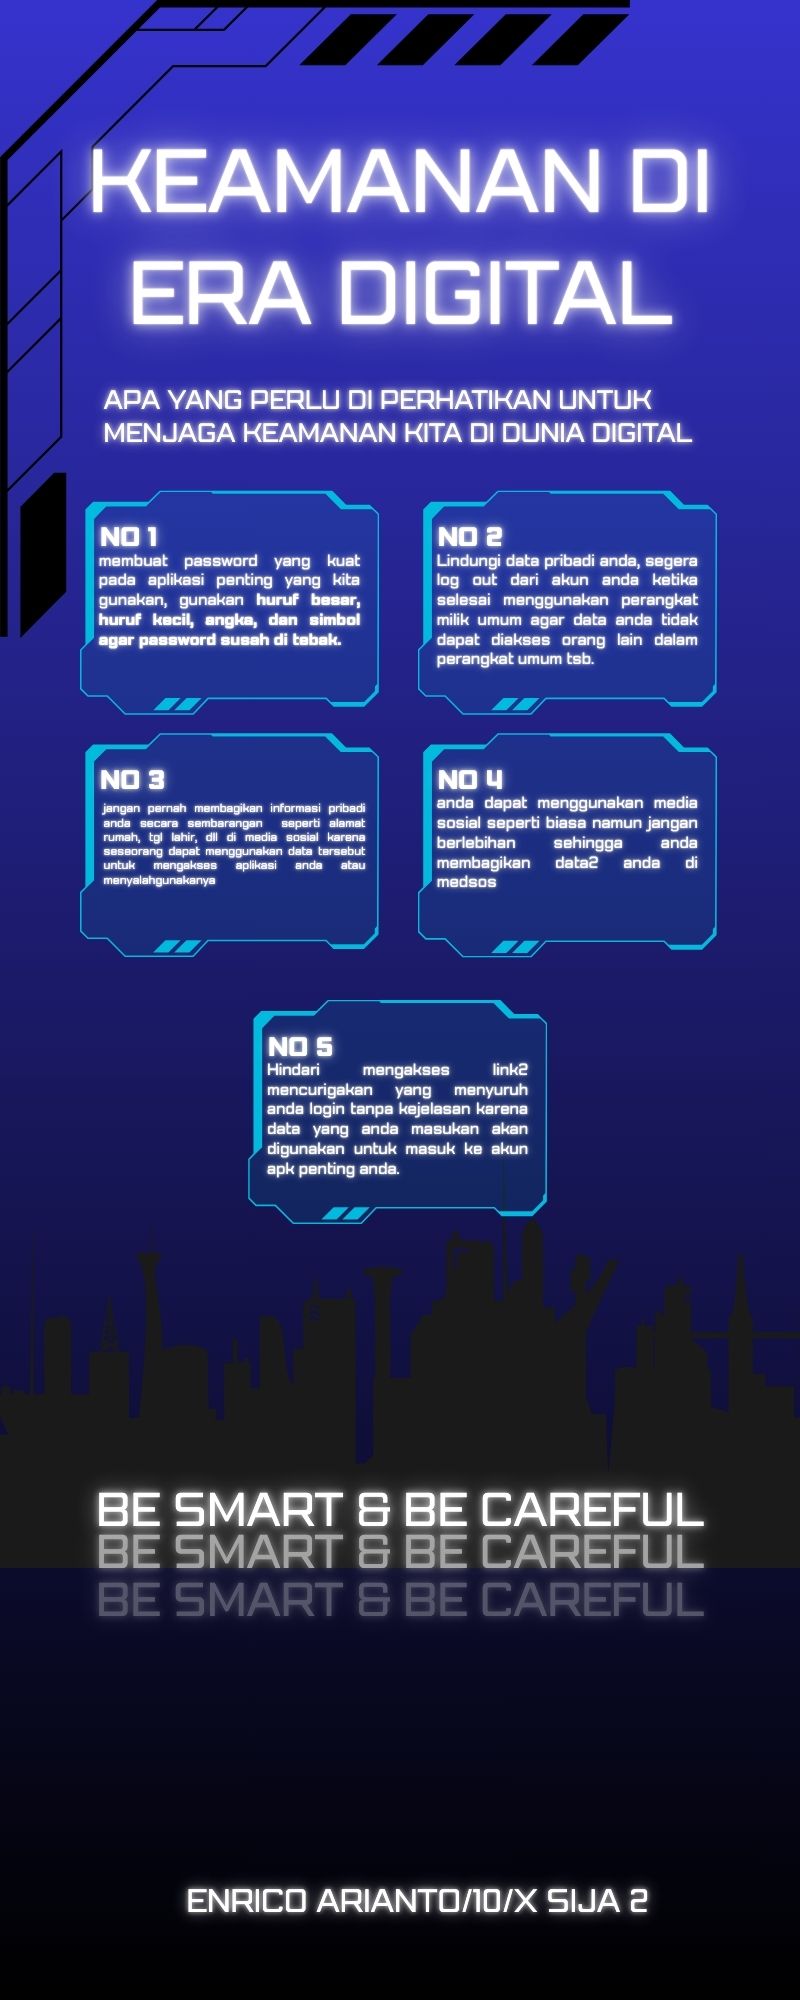 KEAMANAN DI
ERA DIGITAL
APA YANG PERLU DI PERHATIKAN UNTUK
MENJAGA KEAMANAN KITA DI DUNIA DIGITAL
NO 1
membuat password yang kuat
pada aplikasi penting yang kita
gunakan, gunakan huruf besar,
huruf kecil, angka, dan simbol
agar password susah di tebak.
NO 2
Lindungi data pribadi anda, segera
log out dari akun anda ketika
selesai menggunakan perangkat
milik umum agar data anda tidak
dapat diakses orang lain dalam
perangkat umum tsb.
NO 3
jangan pernah membagikan informasi pribadi
anda secara sembarangan seperti alamat
rumah, tgl lahir, dll di media sosial karena
seseorang dapat menggunakan data tersebut
untuk mengakses aplikasi anda atau
menyalahgunakanya
NO 4
anda dapat menggunakan media
sosial seperti biasa namun jangan
berlebihan sehingga anda
membagikan data2 anda di
medsos
NO 5
Hindari mengakses link2
mencurigakan yang menyuruh
anda login tanpa kejelasan karena
data yang anda masukan akan
digunakan untuk masuk ke akun
apk penting anda.
BE SMART & BE CAREFUL
BE SMART & BE CAREFUL
BE SMART & BE CAREFUL
ENRICO ARIANTO/10/X SIJA 2